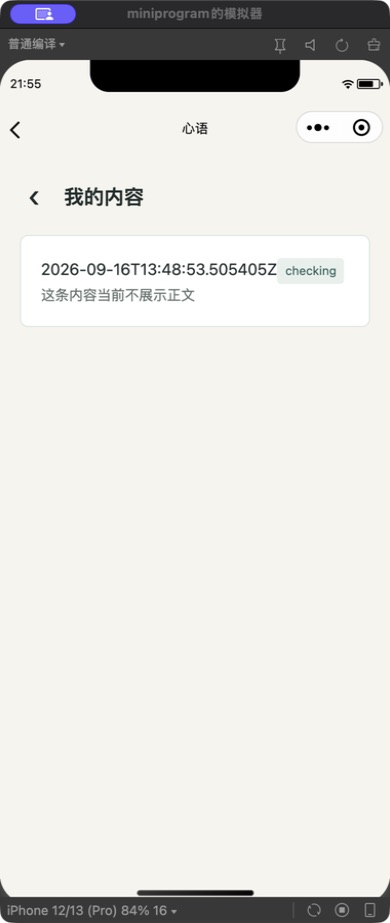 miniprogram的模拟器
普通编译
21:55
心语
我的内容
2026-09-16T13:48:53.505405Z checking
这条内容当前不展示正文
iPhone 12/13 (Pro) 84% 16